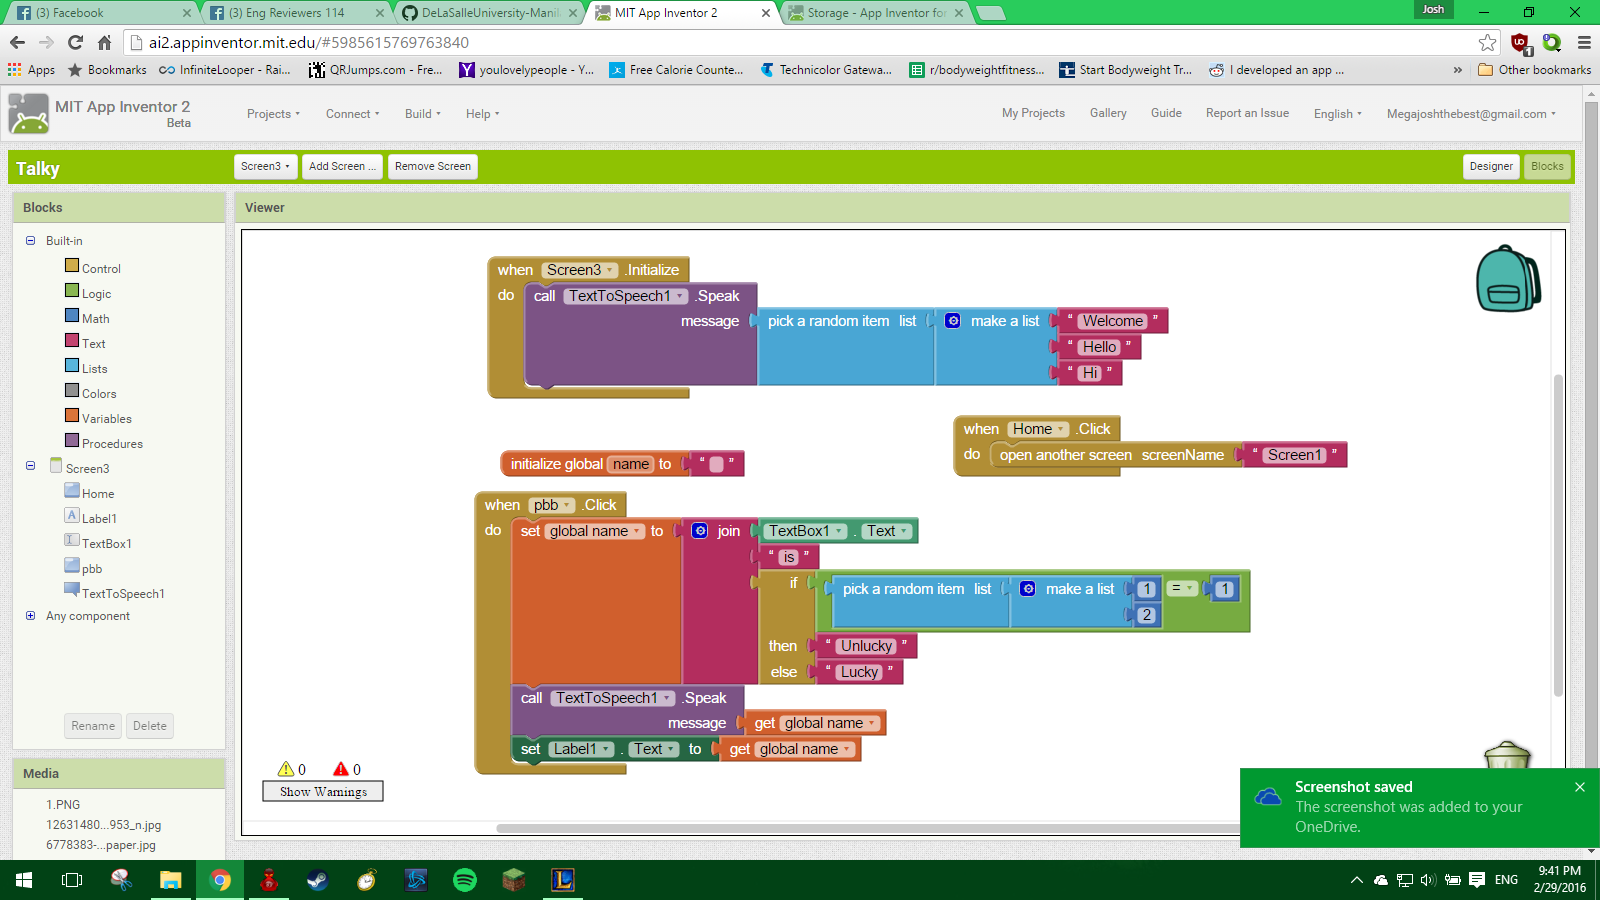 (3) Facebook
(3) Eng Reviewers 114
DeLaSalleUniversity-Manil
MIT App Inventor 2
Storage - App Inventor for
Josh
ai2.appinventor.mit.edu/#5985615769763840
Apps
Bookmarks
InfiniteLooper - Rai...
QRJumps.com - Fre...
youlovelypeople - Y...
Free Calorie Counte...
Technicolor Gatewa...
r/bodyweightfitness...
Start Bodyweight Tr...
I developed an app ...
»
Other bookmarks
MIT App Inventor 2
Beta
Projects
Connect
Build
Help
My Projects
Gallery
Guide
Report an Issue
English
Megajoshthebest@gmail.com
Talky
Screen3
Add Screen ...
Remove Screen
Designer
Blocks
Blocks
Viewer
Built-in
Control
Logic
Math
Text
Lists
Colors
Variables
Procedures
Screen3
Home
Label1
TextBox1
pbb
TextToSpeech1
Any component
Rename
Delete
Media
1.PNG
12631480...953_n.jpg
6778383-...paper.jpg
when Screen3 .Initialize
do call TextToSpeech1 .Speak
message pick a random item list make a list “ Welcome ”
“ Hello ”
“ Hi ”
when Home .Click
do open another screen screenName “ Screen1 ”
initialize global name to “ ”
when pbb .Click
do set global name to join TextBox1 . Text
“ is ”
if pick a random item list make a list 1 = 1
2
then “ Unlucky ”
else “ Lucky ”
call TextToSpeech1 .Speak
message get global name
set Label1 . Text to get global name
0 0
Show Warnings
Screenshot saved
The screenshot was added to your
OneDrive.
ENG
9:41 PM
2/29/2016